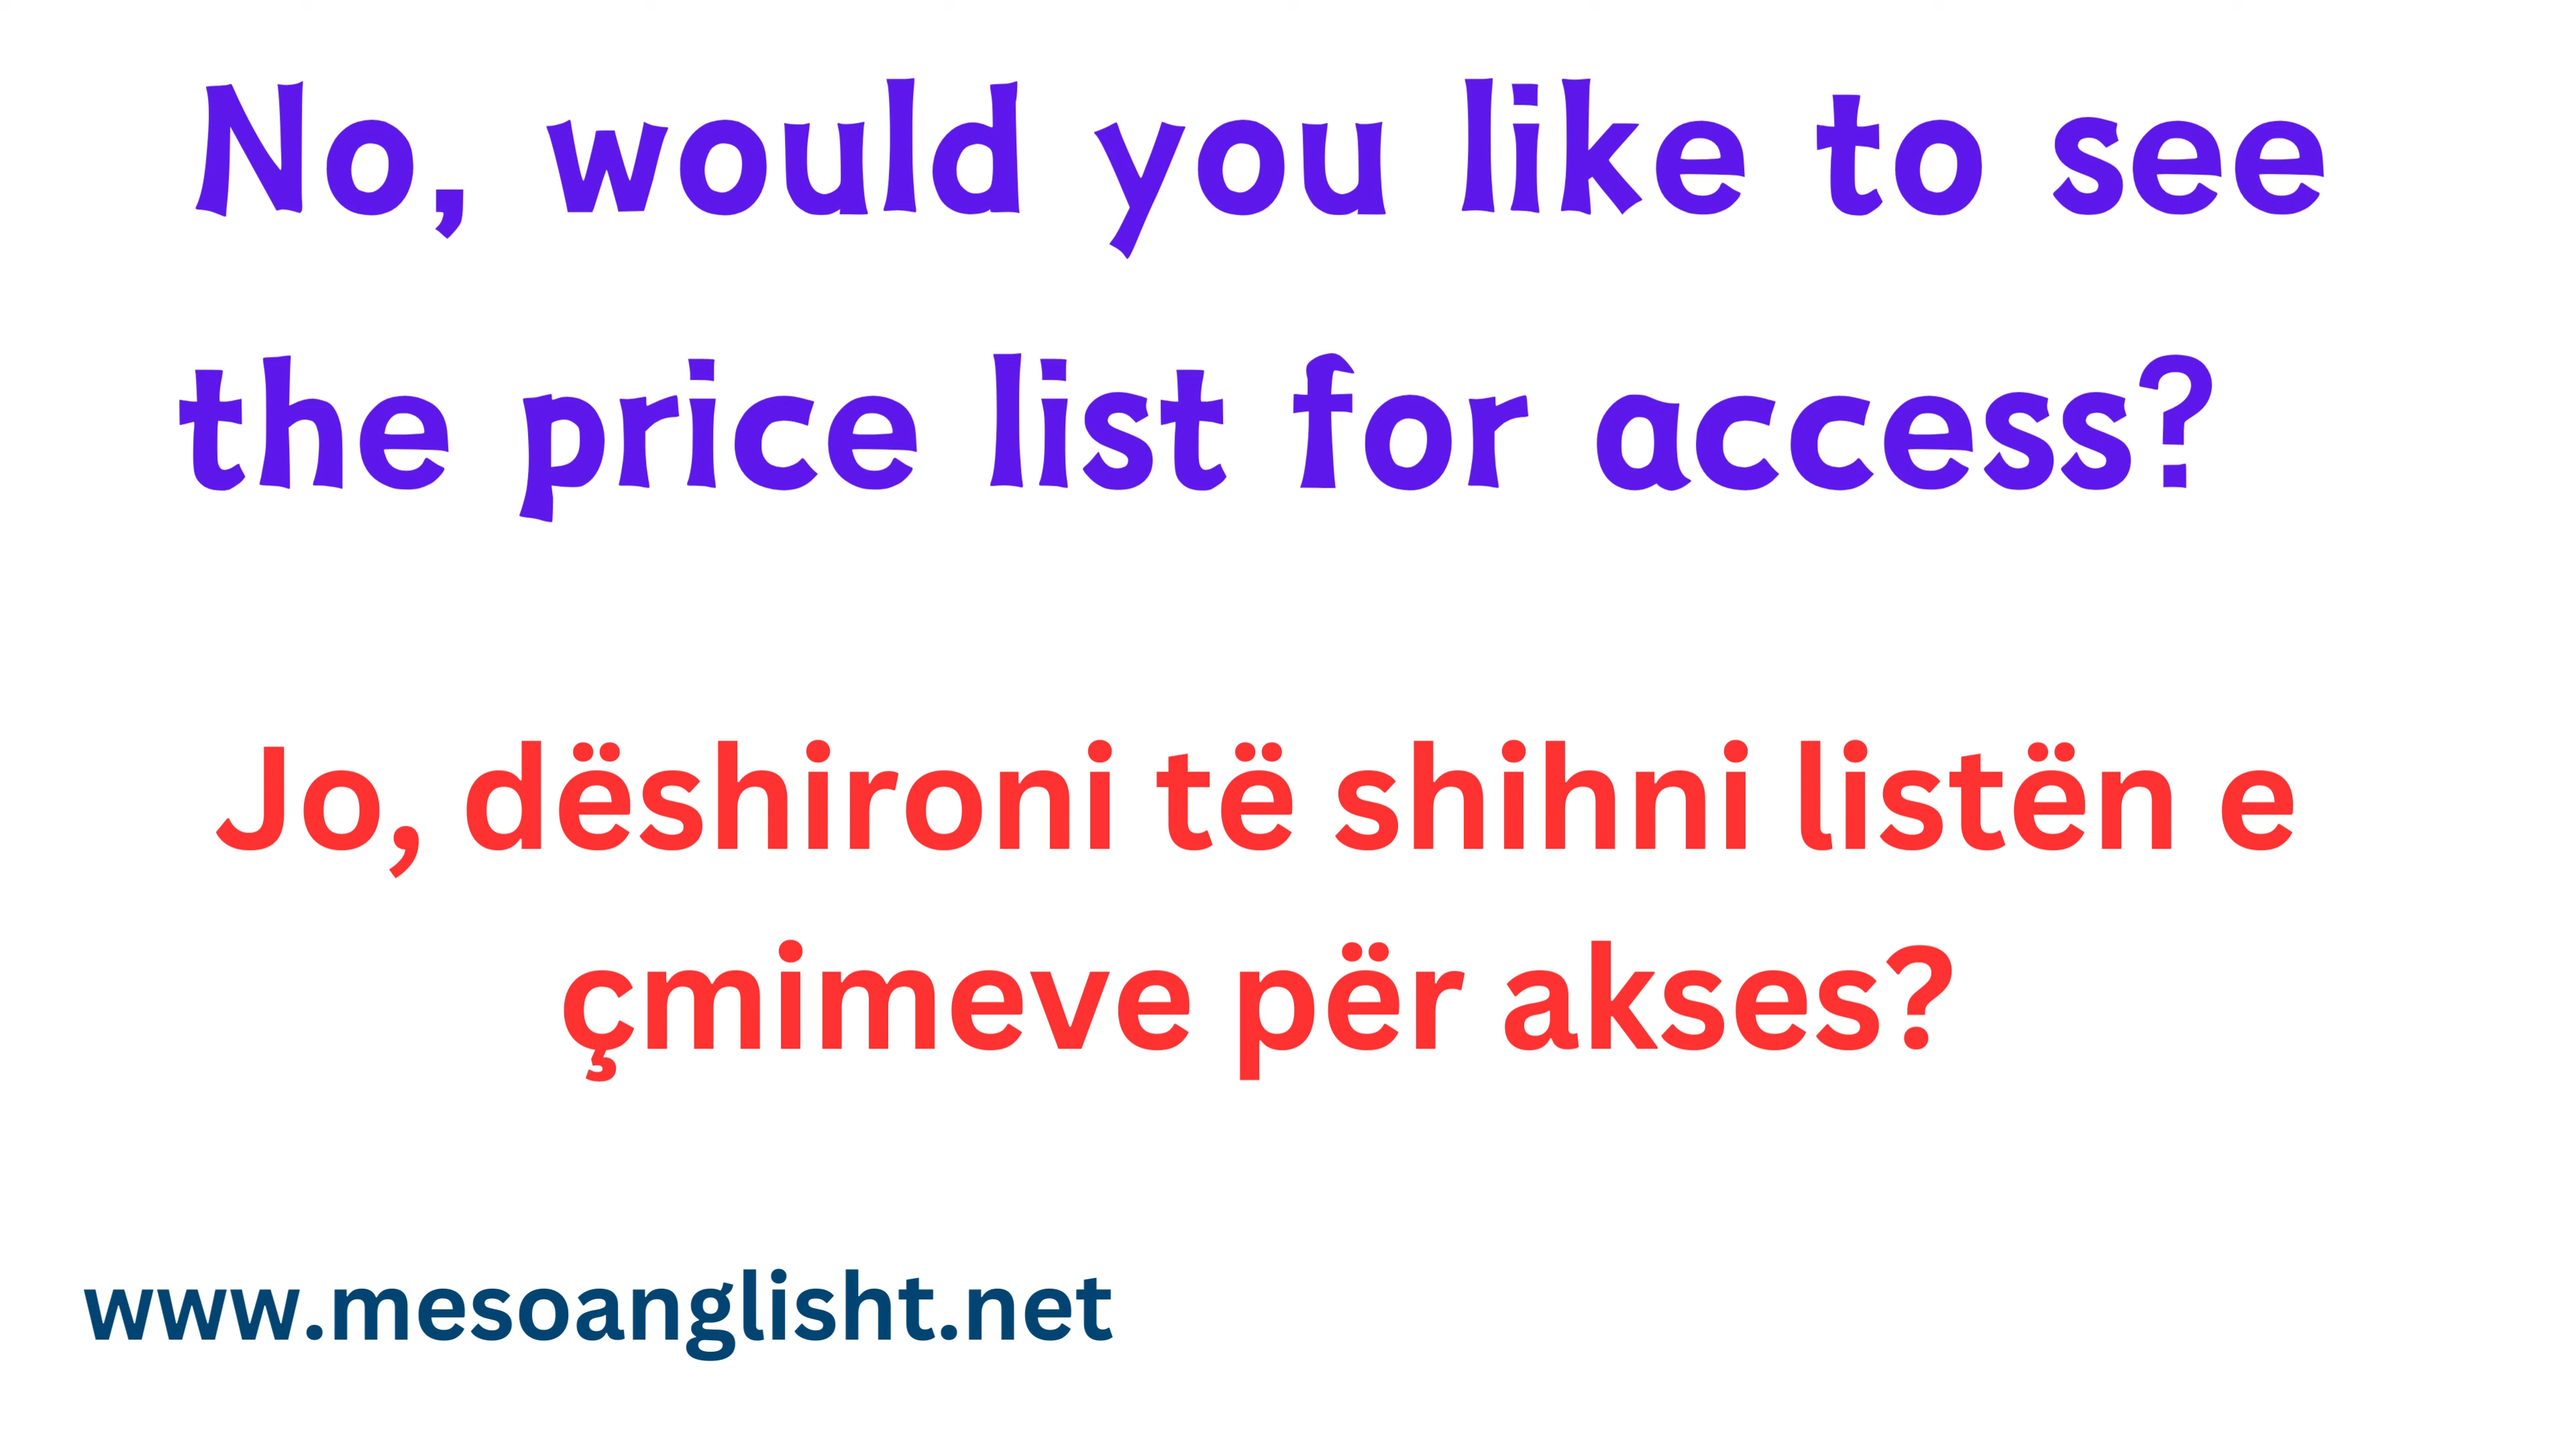 No, would you like to see
the price list for access?
Jo, dëshironi të shihni listën e
çmimeve për akses?
www.mesoanglisht.net